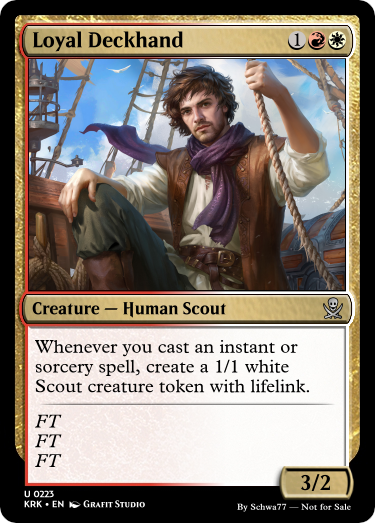 Loyal Deckhand 1
Creature — Human Scout
Whenever you cast an instant or
sorcery spell, create a 1/1 white
Scout creature token with lifelink.
FT
FT
FT
3/2
U 0223
KRK • EN Grafit Studio
By Schwa77 — Not for Sale